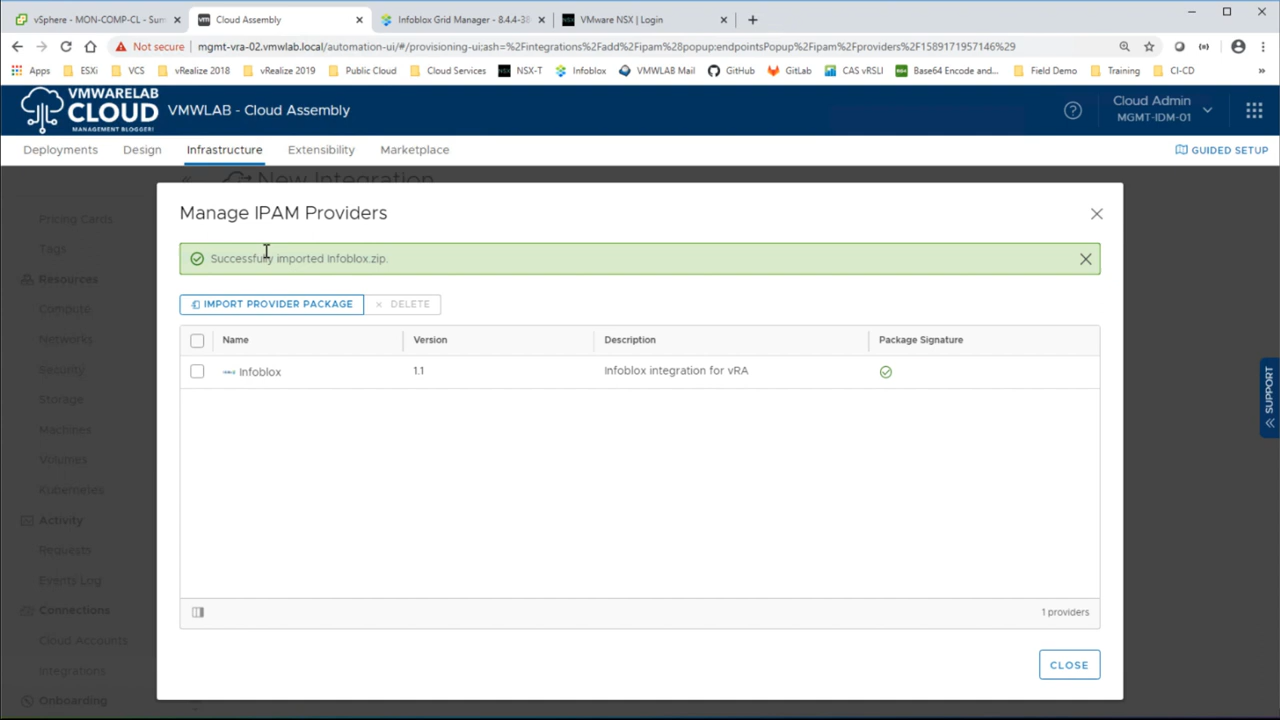 vSphere - MON-COMP-CL - Sum
Cloud Assembly
Infoblox Grid Manager - 8.4.4-38
VMware NSX | Login
Not secure | mgmt-vra-02.vmwlab.local/automation-ui/#/provisioning-ui;ash=%2Fintegrations%2Fadd%2Fipam%28popup:endpointsPopup%2Fipam%2Fproviders%2F1589171957146%29
Apps ESXi VCS vRealize 2018 vRealize 2019 Public Cloud Cloud Services NSX-T Infoblox VMWLAB Mail GitHub GitLab CAS vRSLI Base64 Encode and... Field Demo Training CI-CD
VMWARELAB
CLOUD
MANAGEMENT BLOGGER!
VMWLAB - Cloud Assembly
Cloud Admin
MGMT-IDM-01
Deployments Design Infrastructure Extensibility Marketplace GUIDED SETUP
New Integration
Pricing Cards
Tags
Resources
Compute
Networks
Security
Storage
Machines
Volumes
Kubernetes
Activity
Requests
Events Log
Connections
Cloud Accounts
Integrations
Onboarding
Manage IPAM Providers
Successfully imported Infoblox.zip.
IMPORT PROVIDER PACKAGE DELETE
Name Version Description Package Signature
Infoblox 1.1 Infoblox integration for vRA
1 providers
CLOSE
SUPPORT